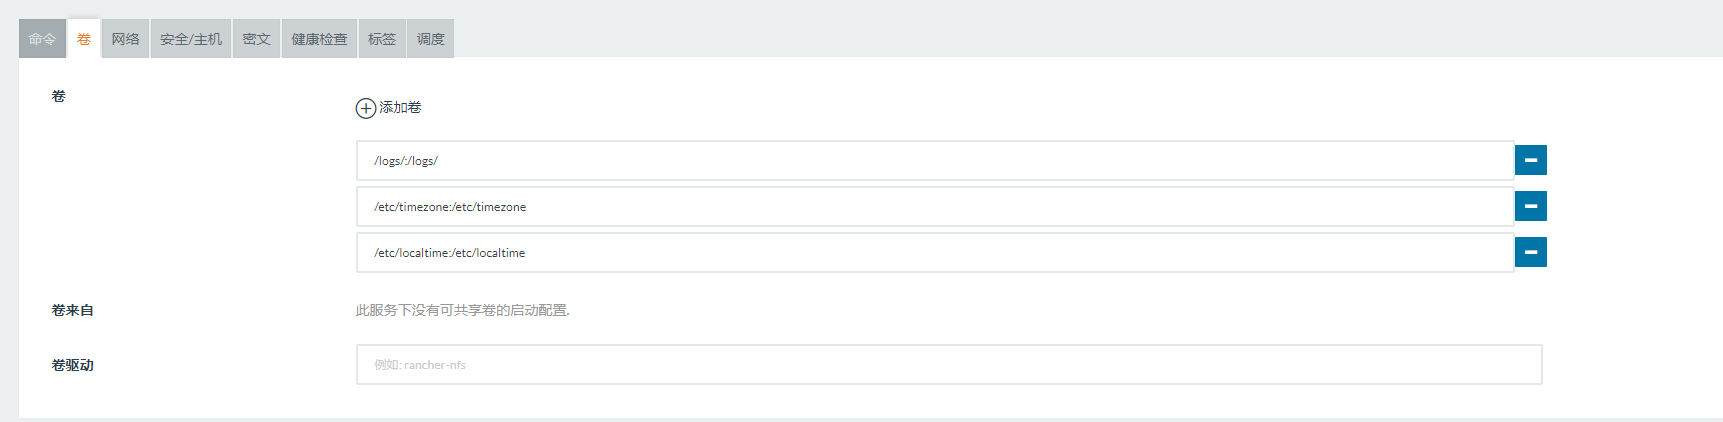 命令 卷 网络 安全/主机 密文 健康检查 标签 调度
卷
添加卷
/logs/:/logs/
/etc/timezone:/etc/timezone
/etc/localtime:/etc/localtime
卷来自 此服务下没有可共享卷的启动配置.
卷驱动 例如: rancher-nfs